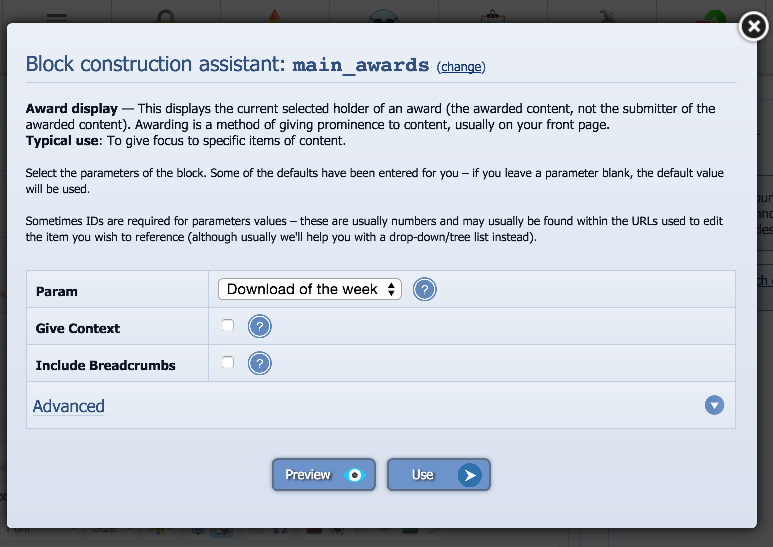 Block construction assistant: main_awards (change)
Award display — This displays the current selected holder of an award (the awarded content, not the submitter of the
awarded content). Awarding is a method of giving prominence to content, usually on your front page.
Typical use: To give focus to specific items of content.
Select the parameters of the block. Some of the defaults have been entered for you – if you leave a parameter blank, the default value
will be used.
Sometimes IDs are required for parameters values – these are usually numbers and may usually be found within the URLs used to edit
the item you wish to reference (although usually we'll help you with a drop-down/tree list instead).
Param Download of the week ?
Give Context ?
Include Breadcrumbs ?
Advanced
Preview Use